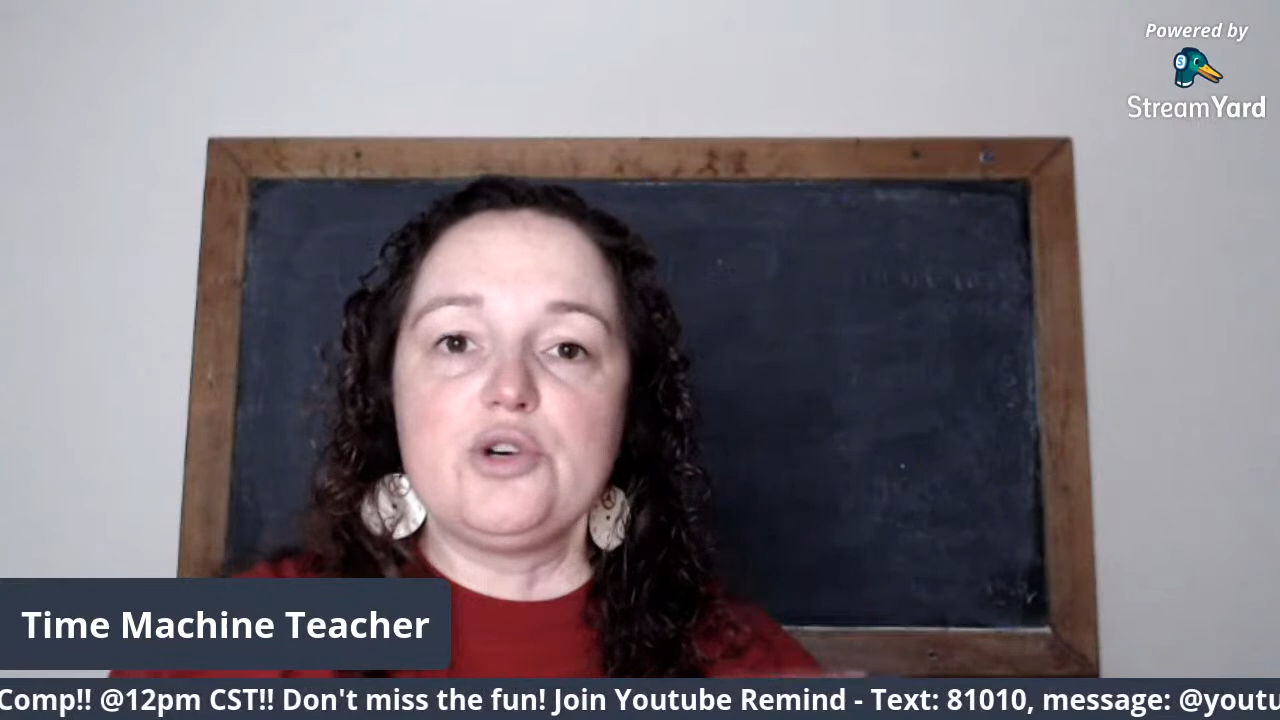 Powered by
StreamYard
Time Machine Teacher
Comp!! @12pm CST!! Don't miss the fun! Join Youtube Remind - Text: 81010, message: @youtu